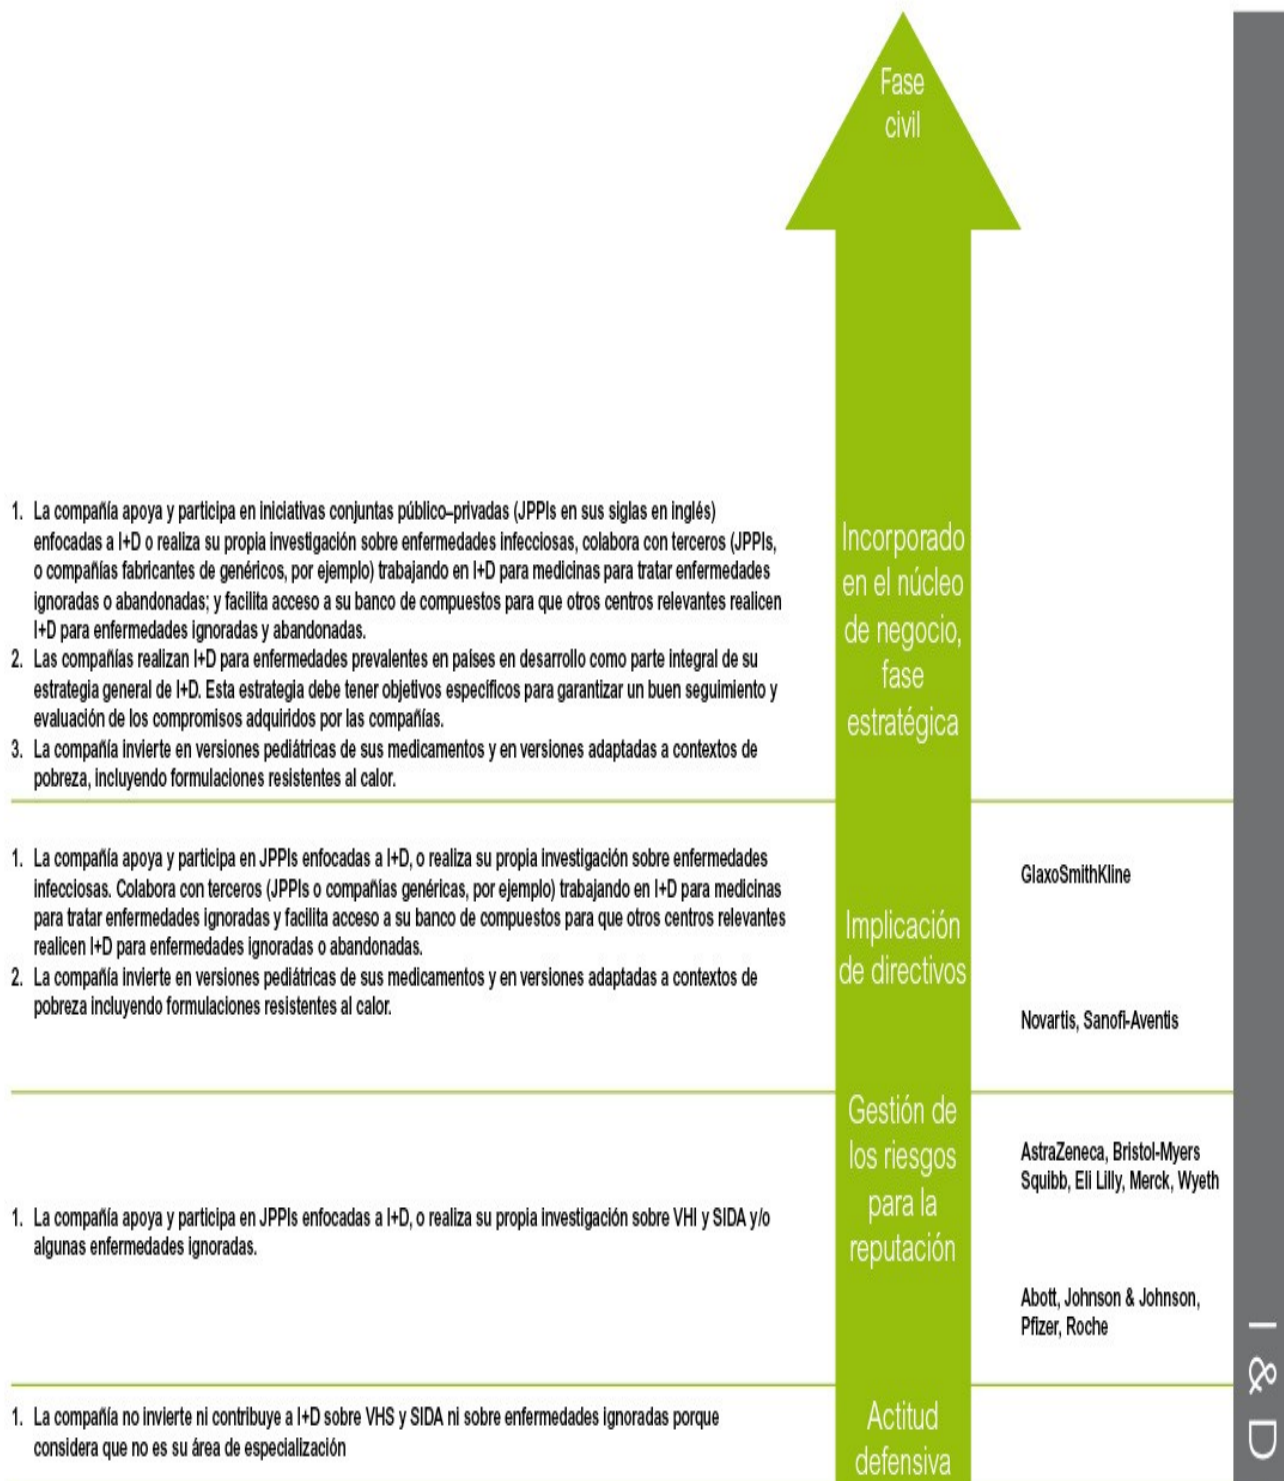 Fase
civil
1. La compañía apoya y participa en iniciativas conjuntas público–privadas (JPPIs en sus siglas en inglés)
enfocadas a I+D o realiza su propia investigación sobre enfermedades infecciosas, colabora con terceros (JPPIs,
o compañías fabricantes de genéricos, por ejemplo) trabajando en I+D para medicinas para tratar enfermedades
ignoradas o abandonadas; y facilita acceso a su banco de compuestos para que otros centros relevantes realicen
I+D para enfermedades ignoradas y abandonadas.
2. Las compañías realizan I+D para enfermedades prevalentes en países en desarrollo como parte integral de su
estrategia general de I+D. Esta estrategia debe tener objetivos específicos para garantizar un buen seguimiento y
evaluación de los compromisos adquiridos por las compañías.
3. La compañía invierte en versiones pediátricas de sus medicamentos y en versiones adaptadas a contextos de
pobreza, incluyendo formulaciones resistentes al calor.
Incorporado
en el núcleo
de negocio,
fase
estratégica
1. La compañía apoya y participa en JPPIs enfocadas a I+D, o realiza su propia investigación sobre enfermedades
infecciosas. Colabora con terceros (JPPIs o compañías genéricas, por ejemplo) trabajando en I+D para medicinas
para tratar enfermedades ignoradas y facilita acceso a su banco de compuestos para que otros centros relevantes
realicen I+D para enfermedades ignoradas o abandonadas.
2. La compañía invierte en versiones pediátricas de sus medicamentos y en versiones adaptadas a contextos de
pobreza incluyendo formulaciones resistentes al calor.
Implicación
de directivos
GlaxoSmithKline
Novartis, Sanofi-Aventis
1. La compañía apoya y participa en JPPIs enfocadas a I+D, o realiza su propia investigación sobre VHI y SIDA y/o
algunas enfermedades ignoradas.
Gestión de
los riesgos
para la
reputación
AstraZeneca, Bristol-Myers
Squibb, Eli Lilly, Merck, Wyeth
Abott, Johnson & Johnson,
Pfizer, Roche
1. La compañía no invierte ni contribuye a I+D sobre VHS y SIDA ni sobre enfermedades ignoradas porque
considera que no es su área de especialización
Actitud
defensiva
I & D